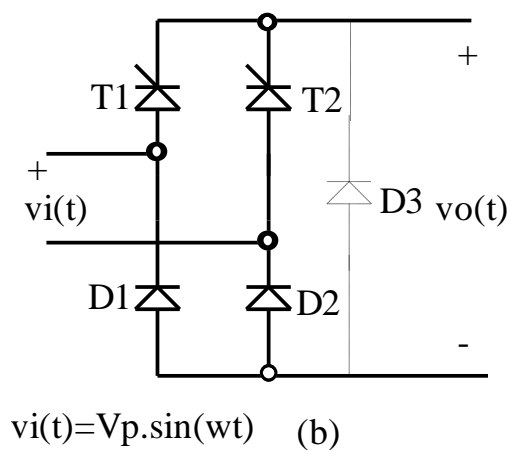 +
T1
T2
+
vi(t)
D3
vo(t)
D1
D2
-
vi(t)=Vp.sin(wt) (b)